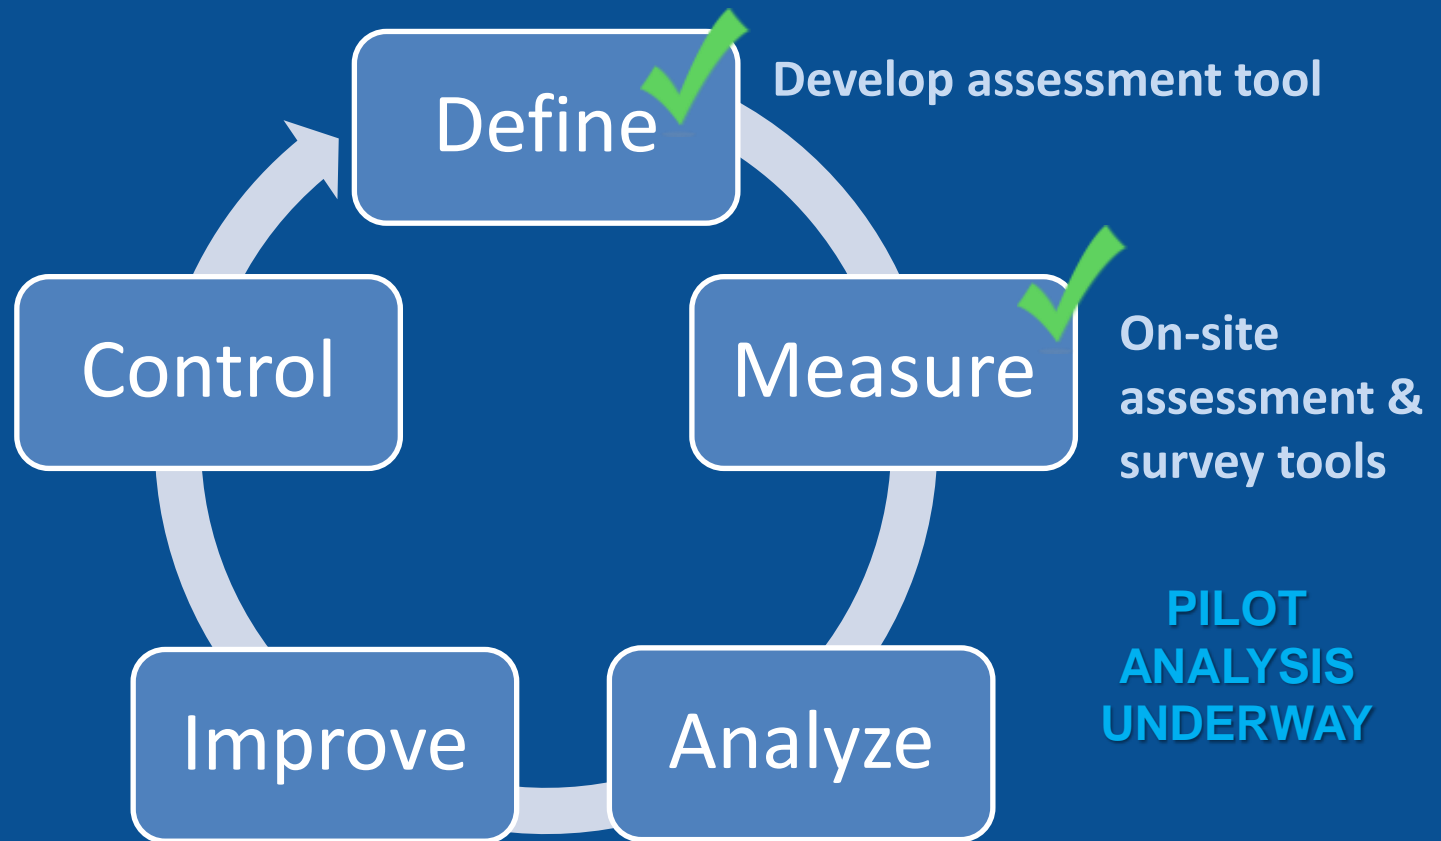 Define
Develop assessment tool
Control
Measure
On-site
assessment &
survey tools
PILOT
ANALYSIS
UNDERWAY
Improve
Analyze